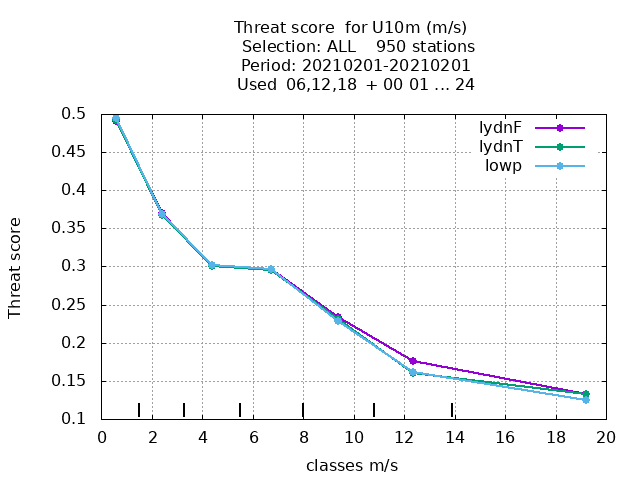 Threat score for U10m (m/s)
Selection: ALL 950 stations
Period: 20210201-20210201
Used 06,12,18 + 00 01 ... 24
0.5
0.45
0.4
0.35
0.3
0.25
0.2
0.15
0.1
Threat score
lydnF
lydnT
lowp
0 2 4 6 8 10 12 14 16 18 20
classes m/s